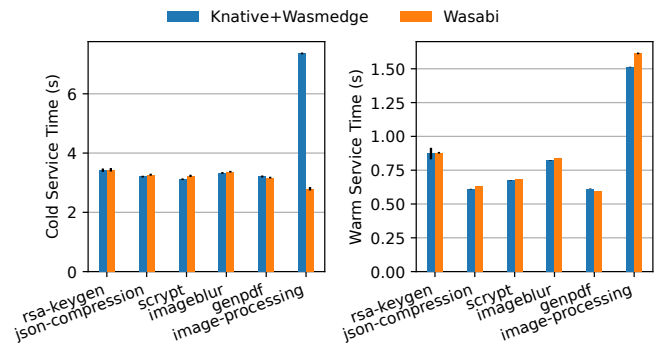 Knative+Wasmedge Wasabi
Cold Service Time (s)
6
4
2
0
rsa-keygen
json-compression
scrypt
imageblur
genpdf
image-processing
Warm Service Time (s)
1.50
1.25
1.00
0.75
0.50
0.25
0.00
rsa-keygen
json-compression
scrypt
imageblur
genpdf
image-processing